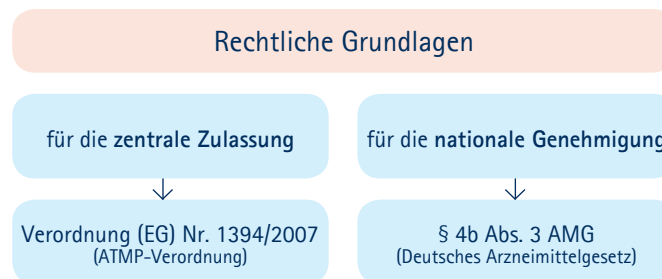 Rechtliche Grundlagen
für die zentrale Zulassung
für die nationale Genehmigung
Verordnung (EG) Nr. 1394/2007
(ATMP-Verordnung)
§ 4b Abs. 3 AMG
(Deutsches Arzneimittelgesetz)